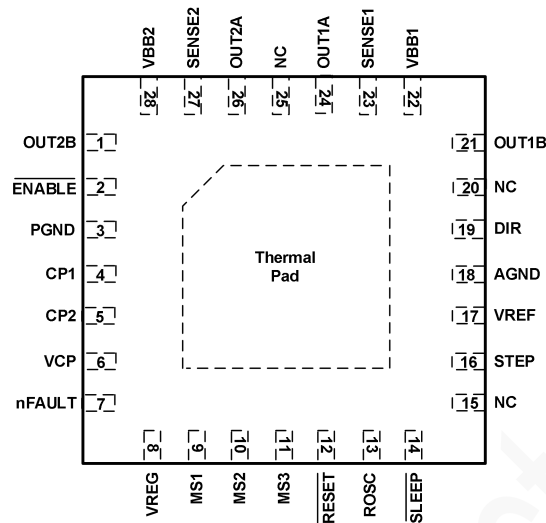 VBB2
SENSE2
OUT2A
NC
OUT1A
SENSE1
VBB1
28
27
26
25
24
23
22
OUT2B 1
ENABLE 2
PGND 3
CP1 4
CP2 5
VCP 6
nFAULT 7
Thermal
Pad
21 OUT1B
20 NC
19 DIR
18 AGND
17 VREF
16 STEP
15 NC
8
9
10
11
12
13
14
VREG
MS1
MS2
MS3
RESET
ROSC
SLEEP